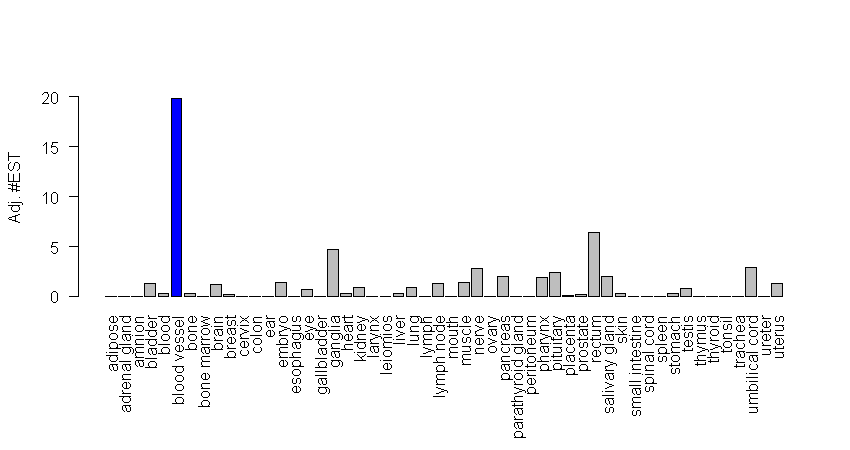 Adj. #EST
20
15
10
5
0
adipose
adrenal gland
amnion
bladder
blood
blood vessel
bone
bone marrow
brain
breast
cervix
colon
ear
embryo
esophagus
eye
gallbladder
ganglia
heart
kidney
larynx
leiomios
liver
lung
lymph
lymph node
mouth
muscle
nerve
ovary
pancreas
parathyroid gland
peritoneum
pharynx
pituitary
placenta
prostate
rectum
salivary gland
skin
small intestine
spinal cord
spleen
stomach
testis
thymus
thyroid
tonsil
trachea
umbilical cord
ureter
uterus